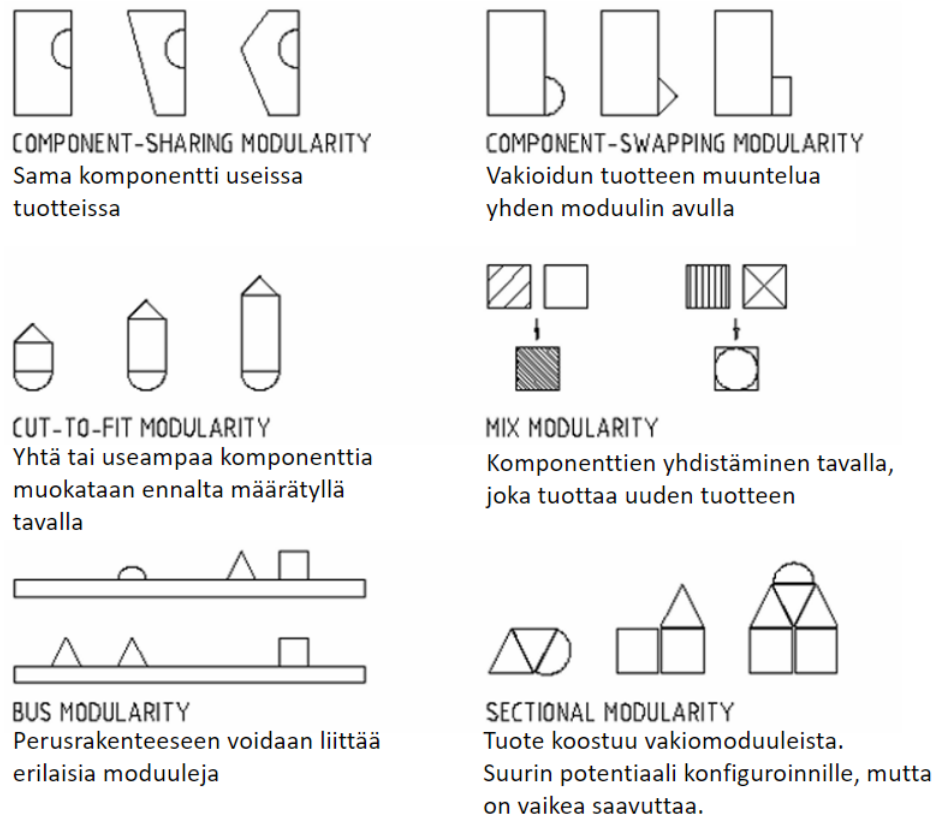 COMPONENT-SHARING MODULARITY
Sama komponentti useissa
tuotteissa
COMPONENT-SWAPPING MODULARITY
Vakioidun tuotteen muuntelua
yhden moduulin avulla
CUT-TO-FIT MODULARITY
Yhtä tai useampaa komponenttia
muokataan ennalta määrätyllä
tavalla
MIX MODULARITY
Komponenttien yhdistäminen tavalla,
joka tuottaa uuden tuotteen
BUS MODULARITY
Perusrakenteeseen voidaan liittää
erilaisia moduuleja
SECTIONAL MODULARITY
Tuote koostuu vakiomoduuleista.
Suurin potentiaali konfiguroinnille, mutta
on vaikea saavuttaa.